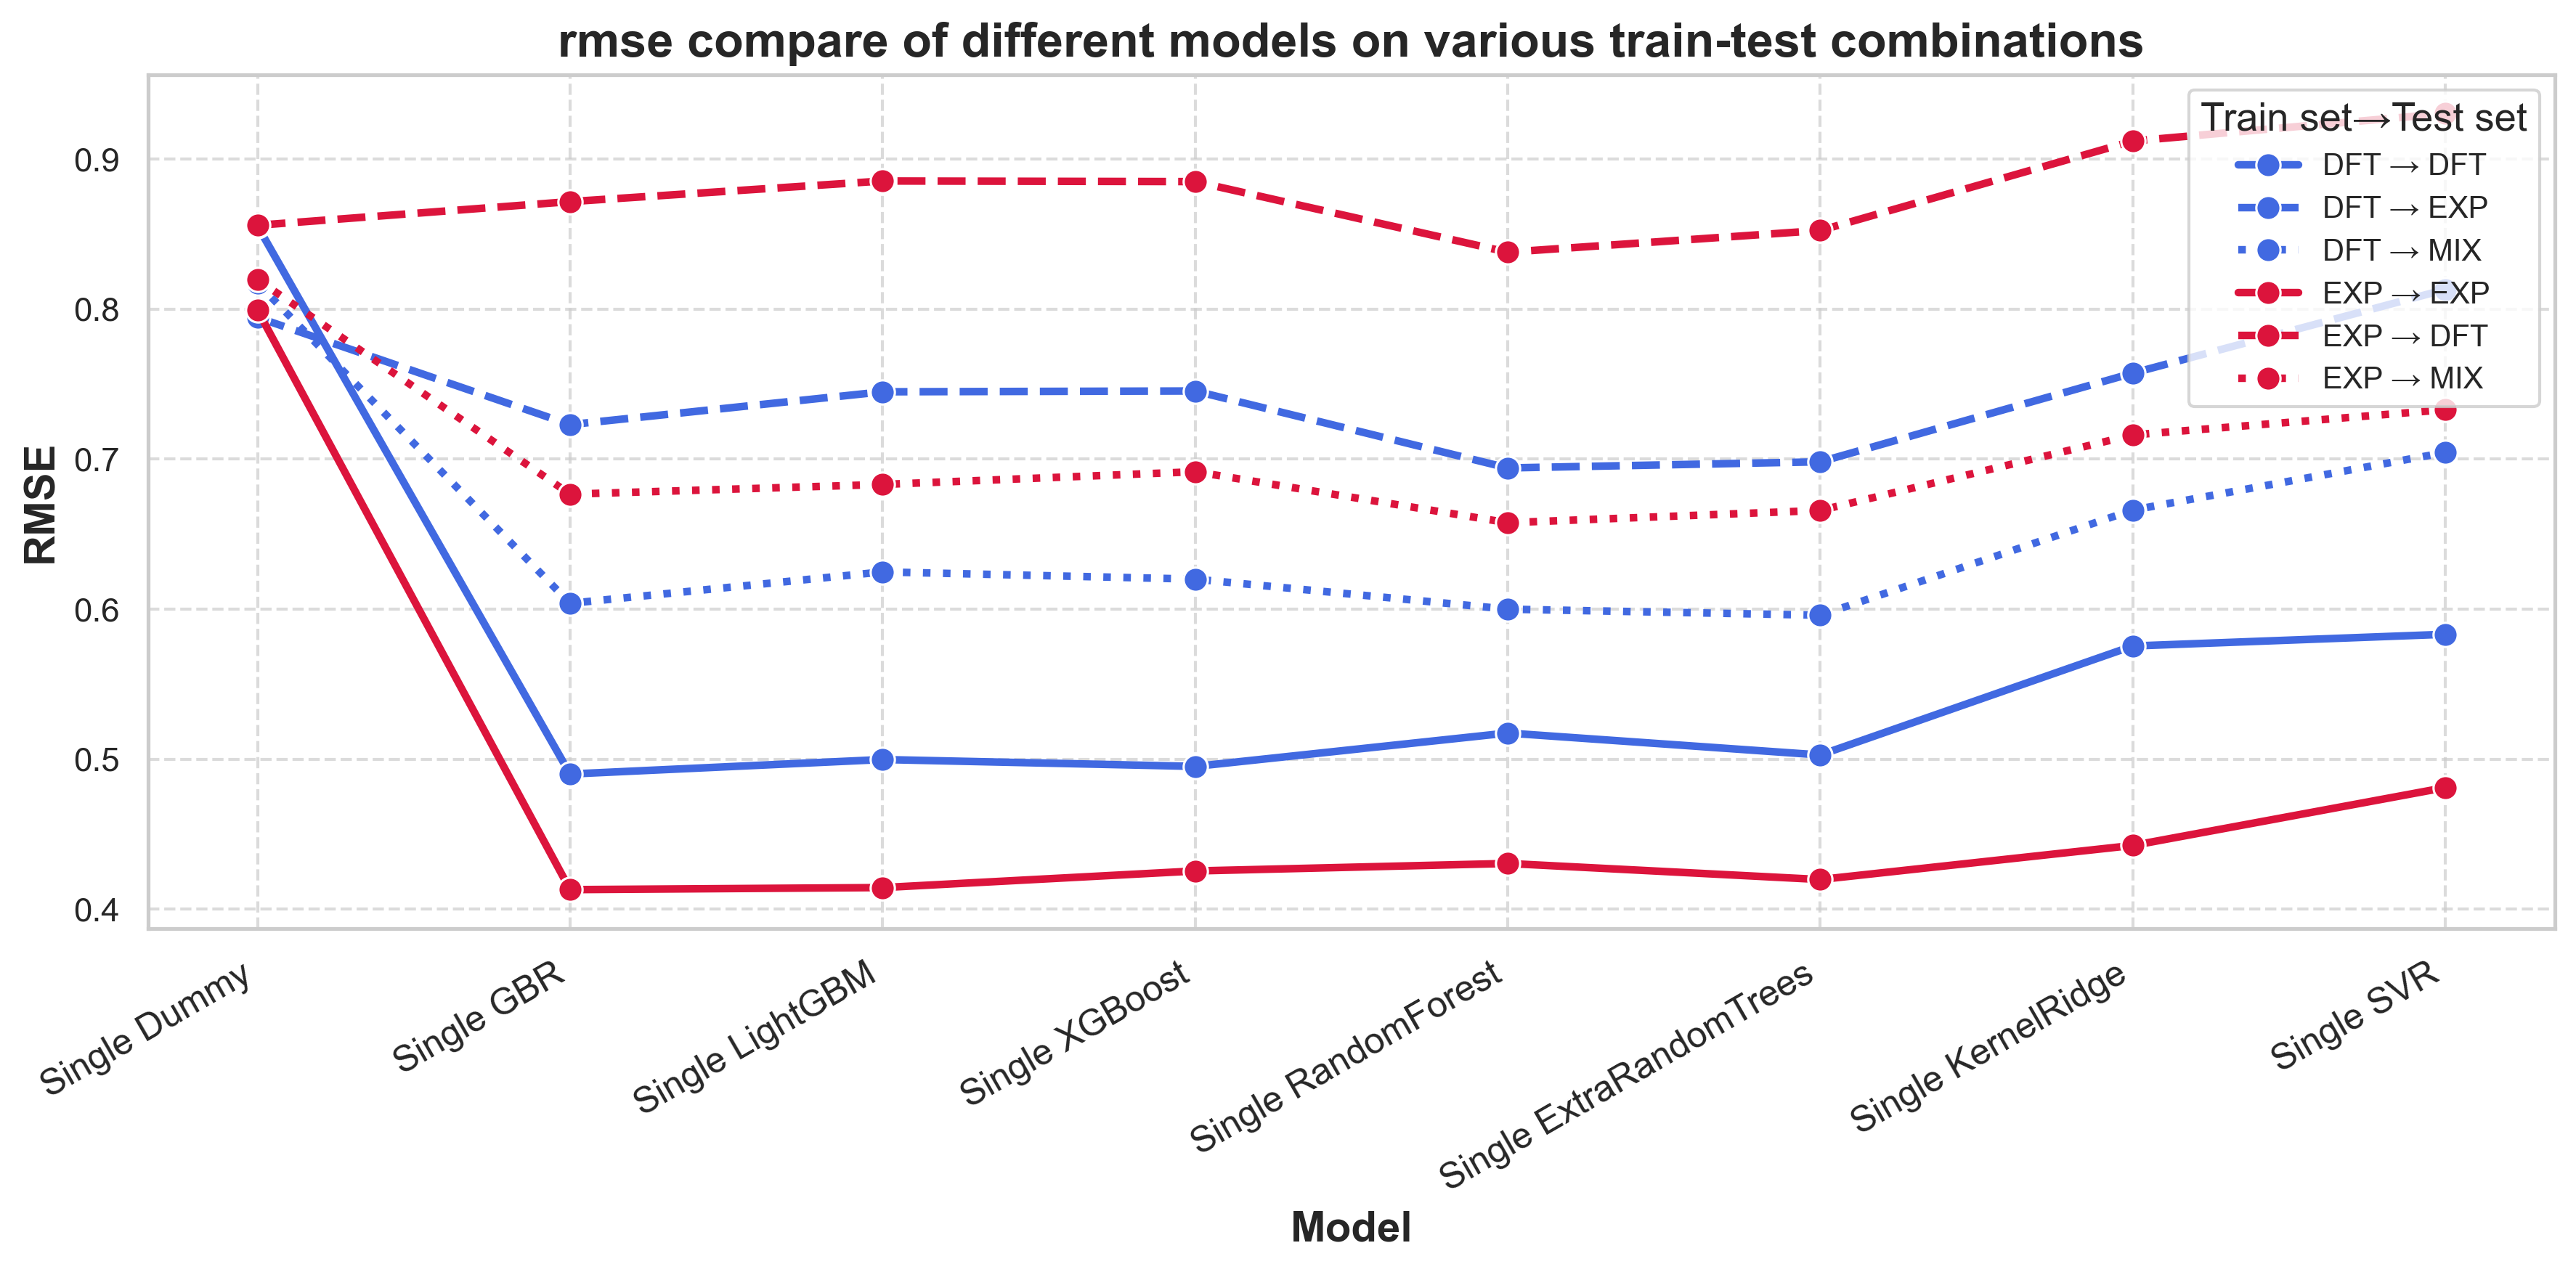 rmse compare of different models on various train-test combinations
Train set→Test set
DFT → DFT
DFT → EXP
DFT → MIX
EXP → EXP
EXP → DFT
EXP → MIX
RMSE
0.9
0.8
0.7
0.6
0.5
0.4
Single Dummy
Single GBR
Single LightGBM
Single XGBoost
Single RandomForest
Single ExtraRandomTrees
Single KernelRidge
Single SVR
Model